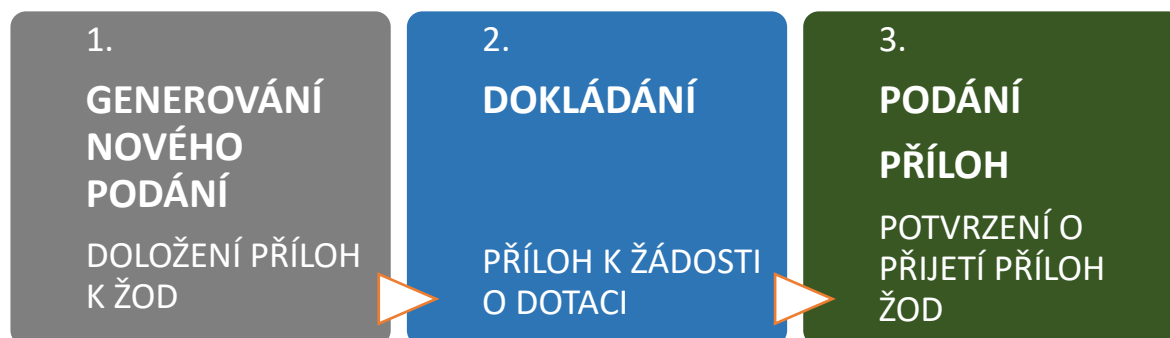 1.
GENEROVÁNÍ
NOVÉHO
PODÁNÍ
DOLOŽENÍ PŘÍLOH
K ŽOD
2.
DOKLÁDÁNÍ
PŘÍLOH K ŽÁDOSTI
O DOTACI
3.
PODÁNÍ
PŘÍLOH
POTVRZENÍ O
PŘIJETÍ PŘÍLOH
ŽOD